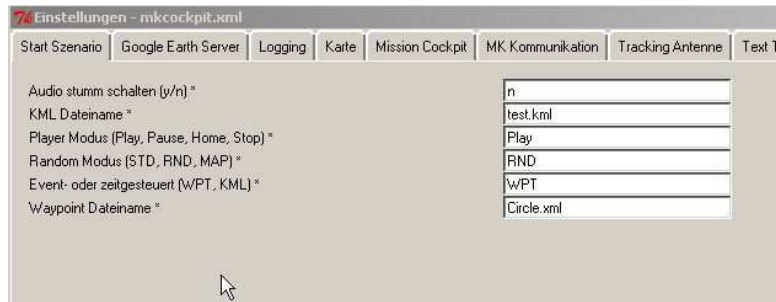 Einstellungen - mkcockpit.xml
Start Szenario Google Earth Server Logging Karte Mission Cockpit MK Kommunikation Tracking Antenne Text
Audio stumm schalten (y/n) * n
KML Dateiname * test.kml
Player Modus (Play, Pause, Home, Stop) * Play
Random Modus (STD, RND, MAP) * RND
Event- oder zeitgesteuert (WPT, KML) * WPT
Waypoint Dateiname * Circle.xml